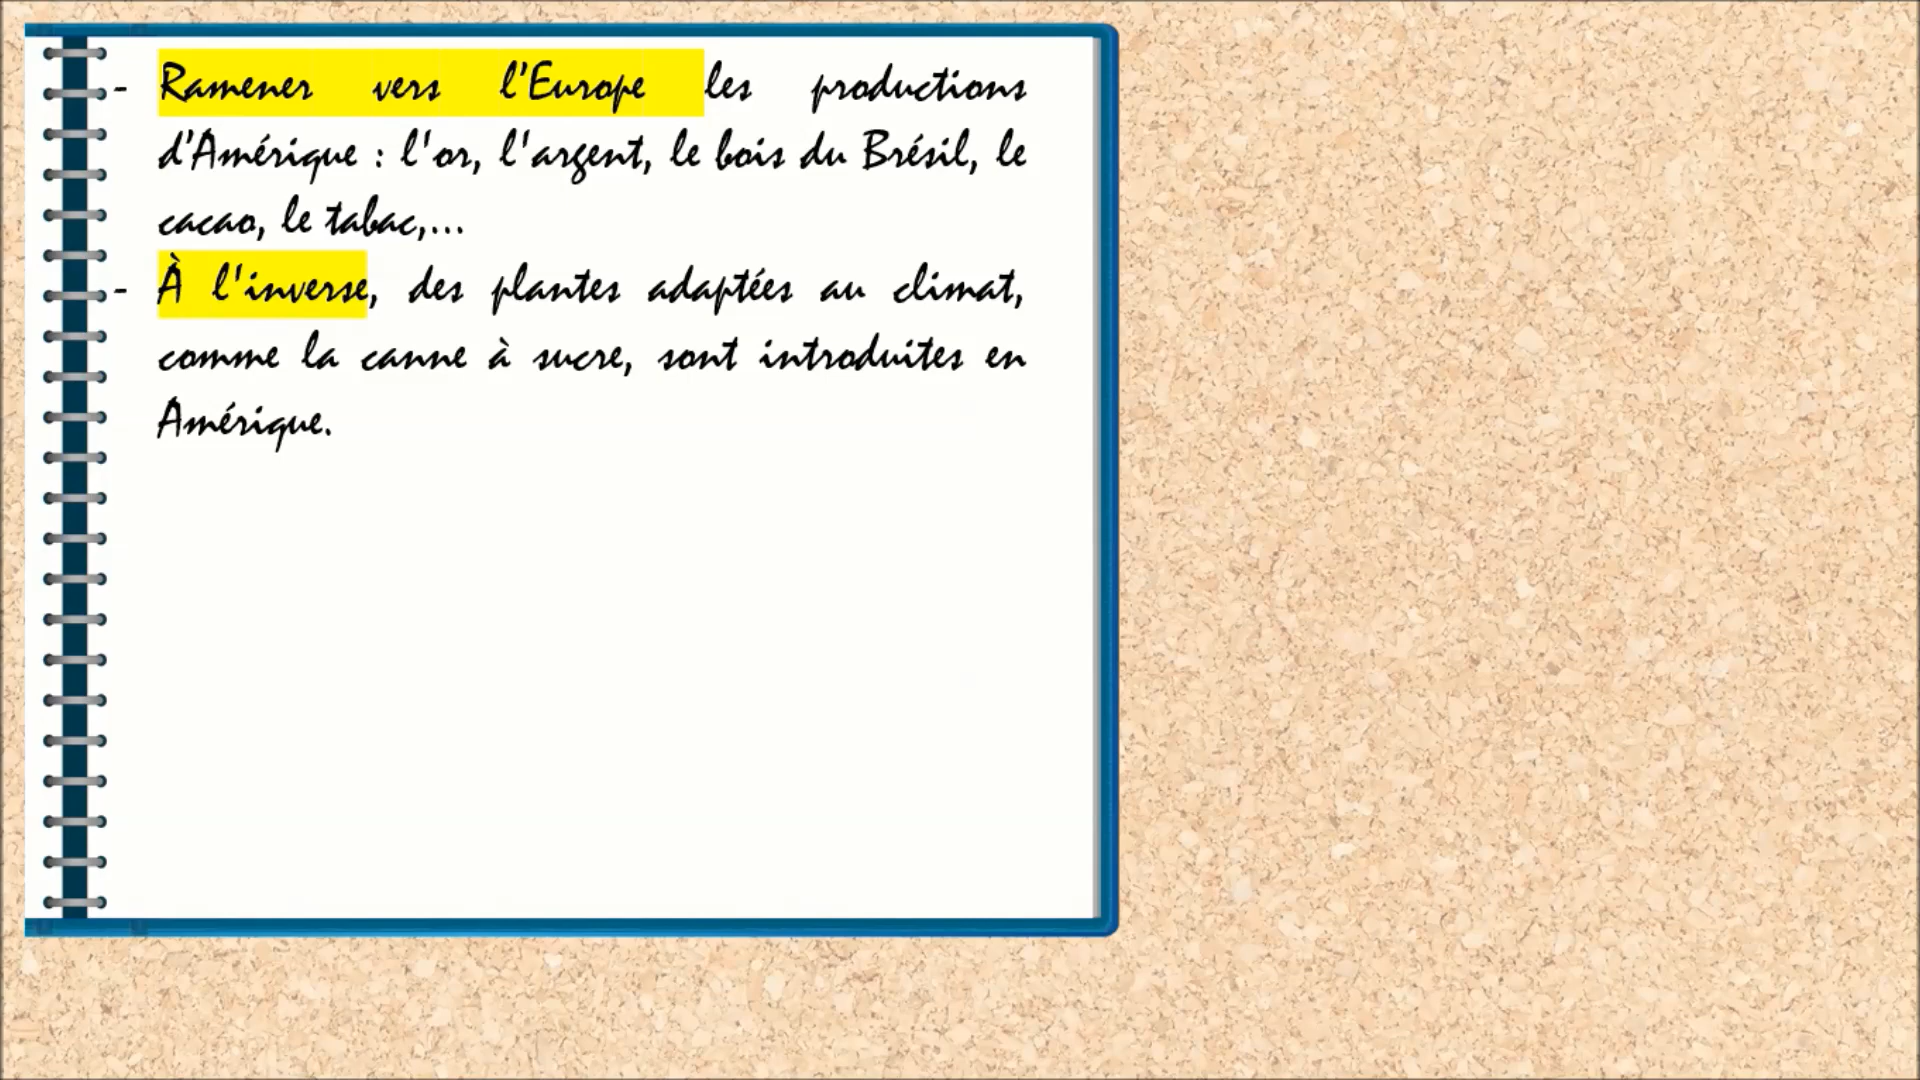 - Ramener vers l'Europe les productions
d'Amérique : l'or, l'argent, le bois du Brésil, le
cacao, le tabac,...
- À l'inverse, des plantes adaptées au climat,
comme la canne à sucre, sont introduites en
Amérique.